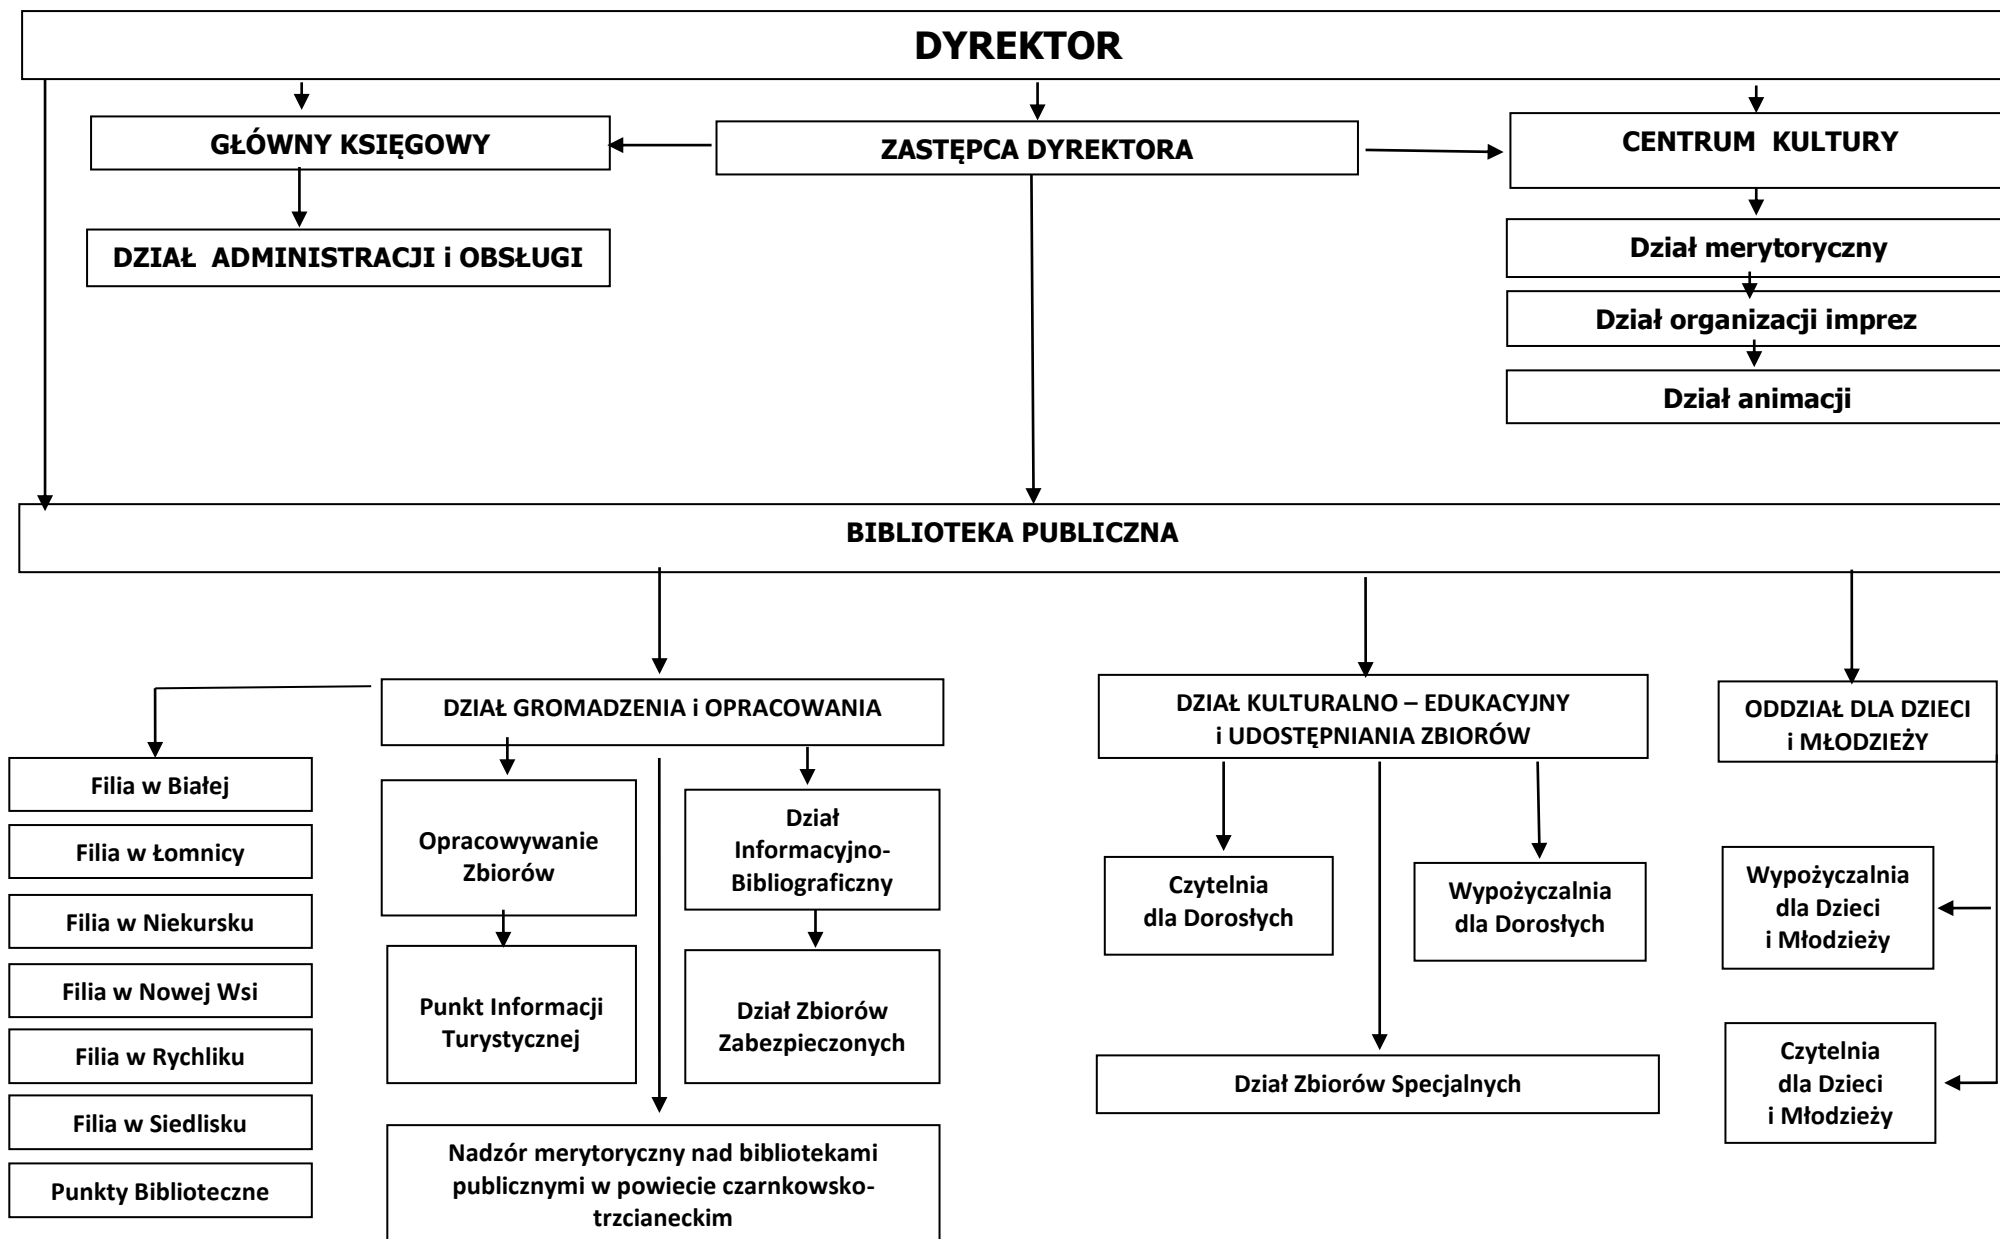 DYREKTOR
GŁÓWNY KSIĘGOWY
ZASTĘPCA DYREKTORA
CENTRUM KULTURY
DZIAŁ ADMINISTRACJI i OBSŁUGI
Dział merytoryczny
Dział organizacji imprez
Dział animacji
BIBLIOTEKA PUBLICZNA
DZIAŁ GROMADZENIA i OPRACOWANIA
DZIAŁ KULTURALNO – EDUKACYJNY
i UDOSTĘPNIANIA ZBIORÓW
ODDZIAŁ DLA DZIECI
i MŁODZIEŻY
Filia w Białej
Filia w Łomnicy
Filia w Niekursku
Filia w Nowej Wsi
Filia w Rychliku
Filia w Siedlisku
Punkty Biblioteczne
Opracowywanie
Zbiorów
Dział
Informacyjno-
Bibliograficzny
Punkt Informacji
Turystycznej
Dział Zbiorów
Zabezpieczonych
Nadzór merytoryczny nad bibliotekami
publicznymi w powiecie czarnkowsko-
trzcianeckim
Czytelnia
dla Dorosłych
Wypożyczalnia
dla Dorosłych
Dział Zbiorów Specjalnych
Wypożyczalnia
dla Dzieci
i Młodzieży
Czytelnia
dla Dzieci
i Młodzieży